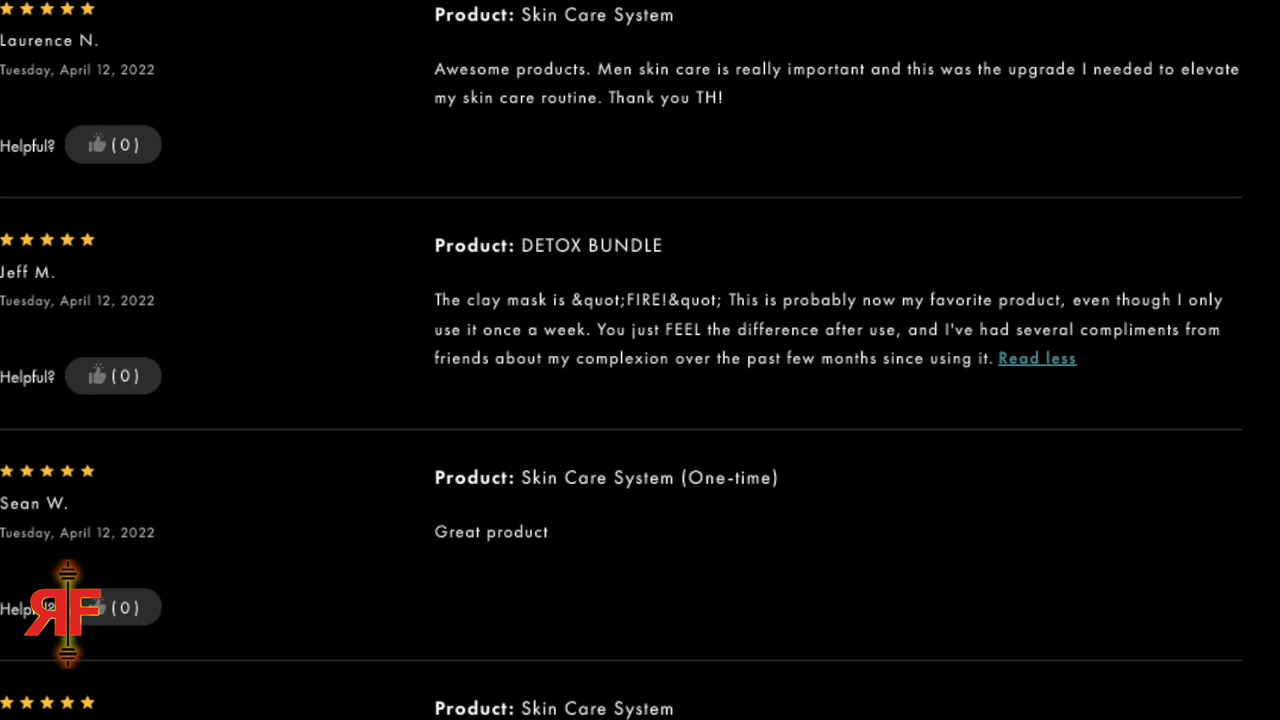 Product: Skin Care System
Laurence N.
Tuesday, April 12, 2022
Awesome products. Men skin care is really important and this was the upgrade I needed to elevate
my skin care routine. Thank you TH!
Helpful? (0)
Product: DETOX BUNDLE
Jeff M.
Tuesday, April 12, 2022
The clay mask is &quot;FIRE!&quot; This is probably now my favorite product, even though I only
use it once a week. You just FEEL the difference after use, and I've had several compliments from
friends about my complexion over the past few months since using it. Read less
Helpful? (0)
Product: Skin Care System (One-time)
Sean W.
Tuesday, April 12, 2022
Great product
Helpful? (0)
RF
Product: Skin Care System